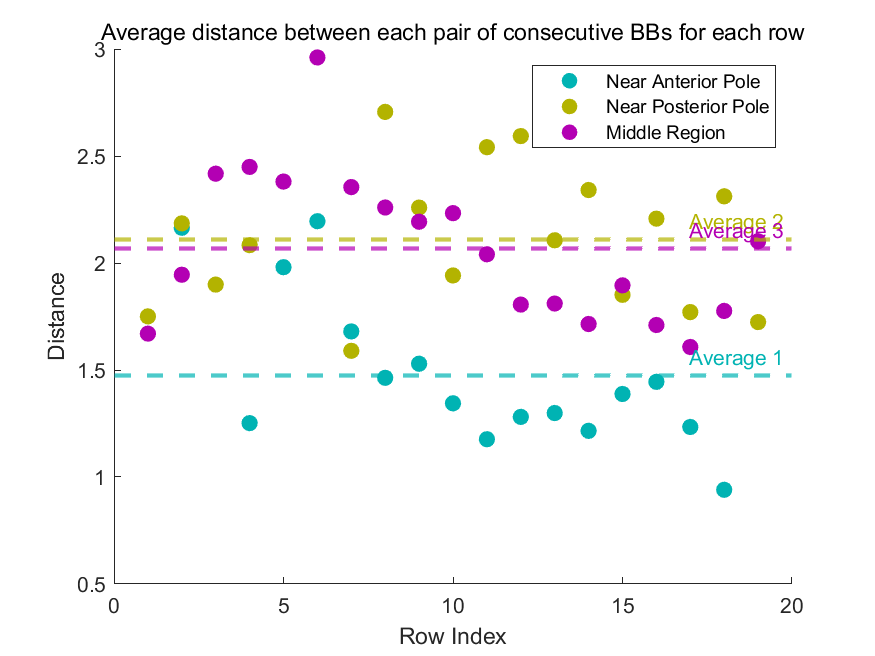 Average distance between each pair of consecutive BBs for each row
3
Near Anterior Pole
Near Posterior Pole
Middle Region
2.5
Average 2
Average 3
2
Distance
1.5
Average 1
1
0.5
0
5
10
15
20
Row Index